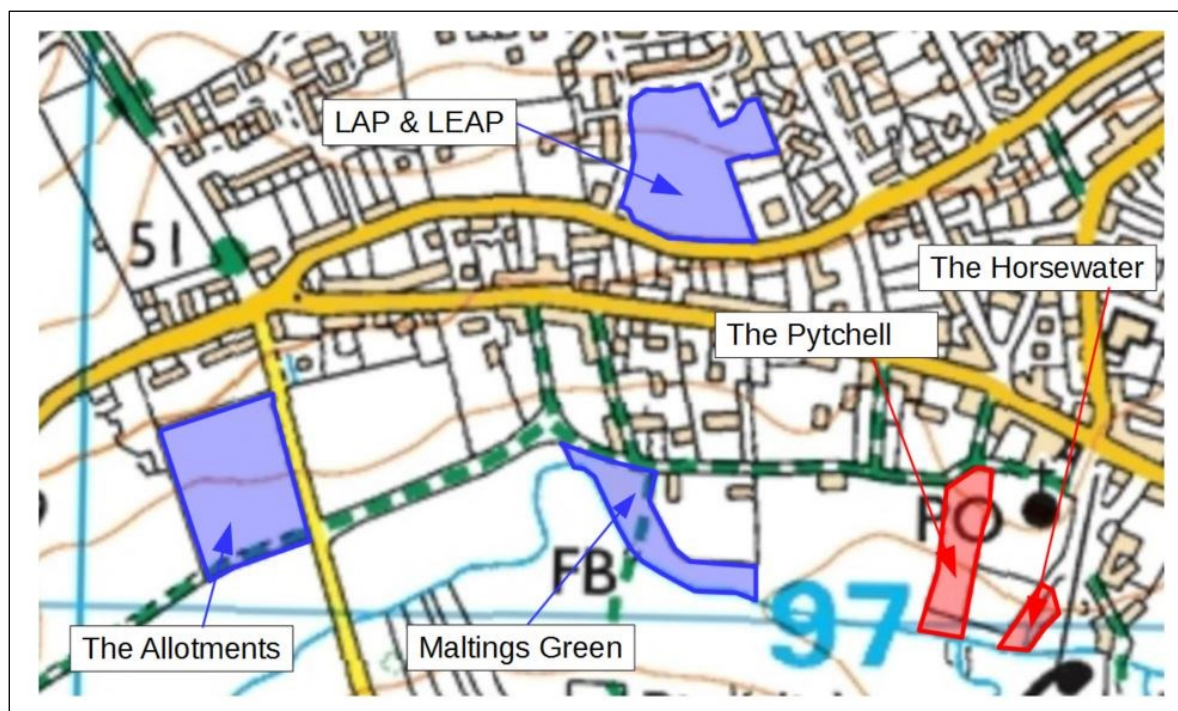 LAP & LEAP
51
The Horsewater
The Pytchell
PO
FB
97
The Allotments
Maltings Green